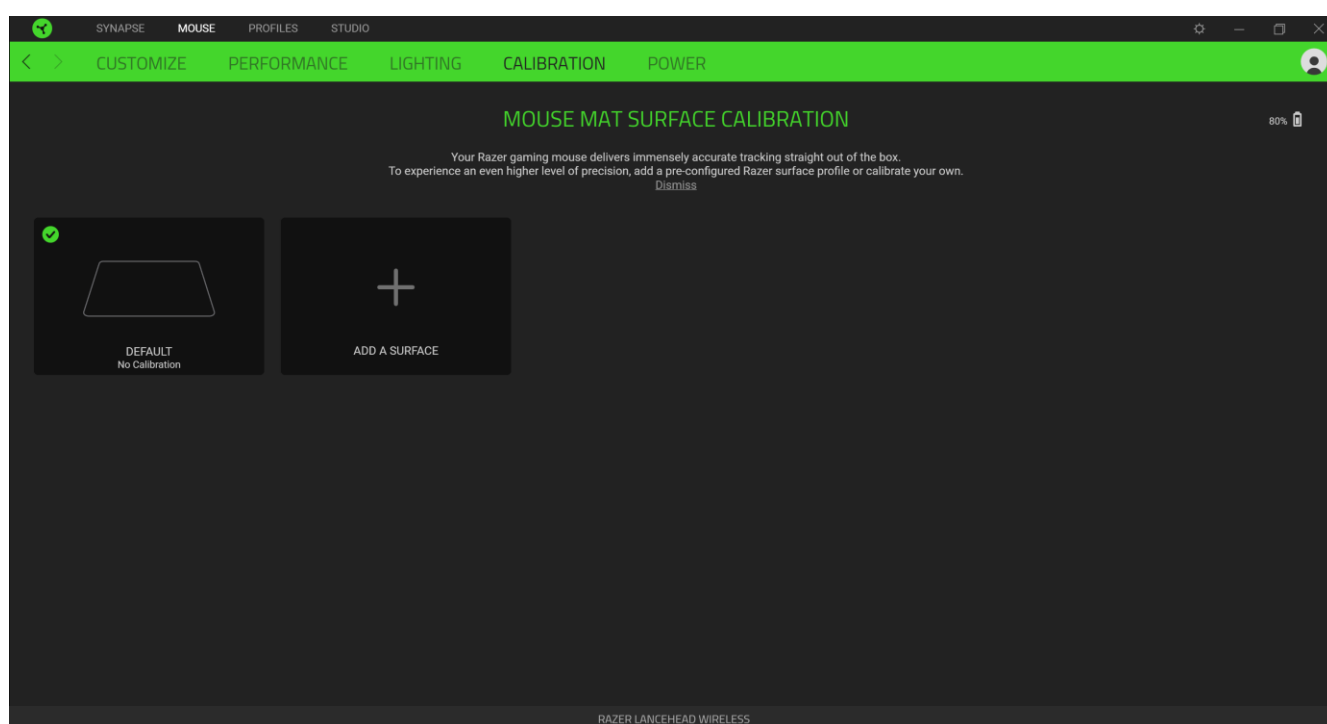 SYNAPSE MOUSE PROFILES STUDIO
CUSTOMIZE PERFORMANCE LIGHTING CALIBRATION POWER
MOUSE MAT SURFACE CALIBRATION
80%
Your Razer gaming mouse delivers immensely accurate tracking straight out of the box.
To experience an even higher level of precision, add a pre-configured Razer surface profile or calibrate your own.
Dismiss
DEFAULT
No Calibration
ADD A SURFACE
RAZER LANCEHEAD WIRELESS